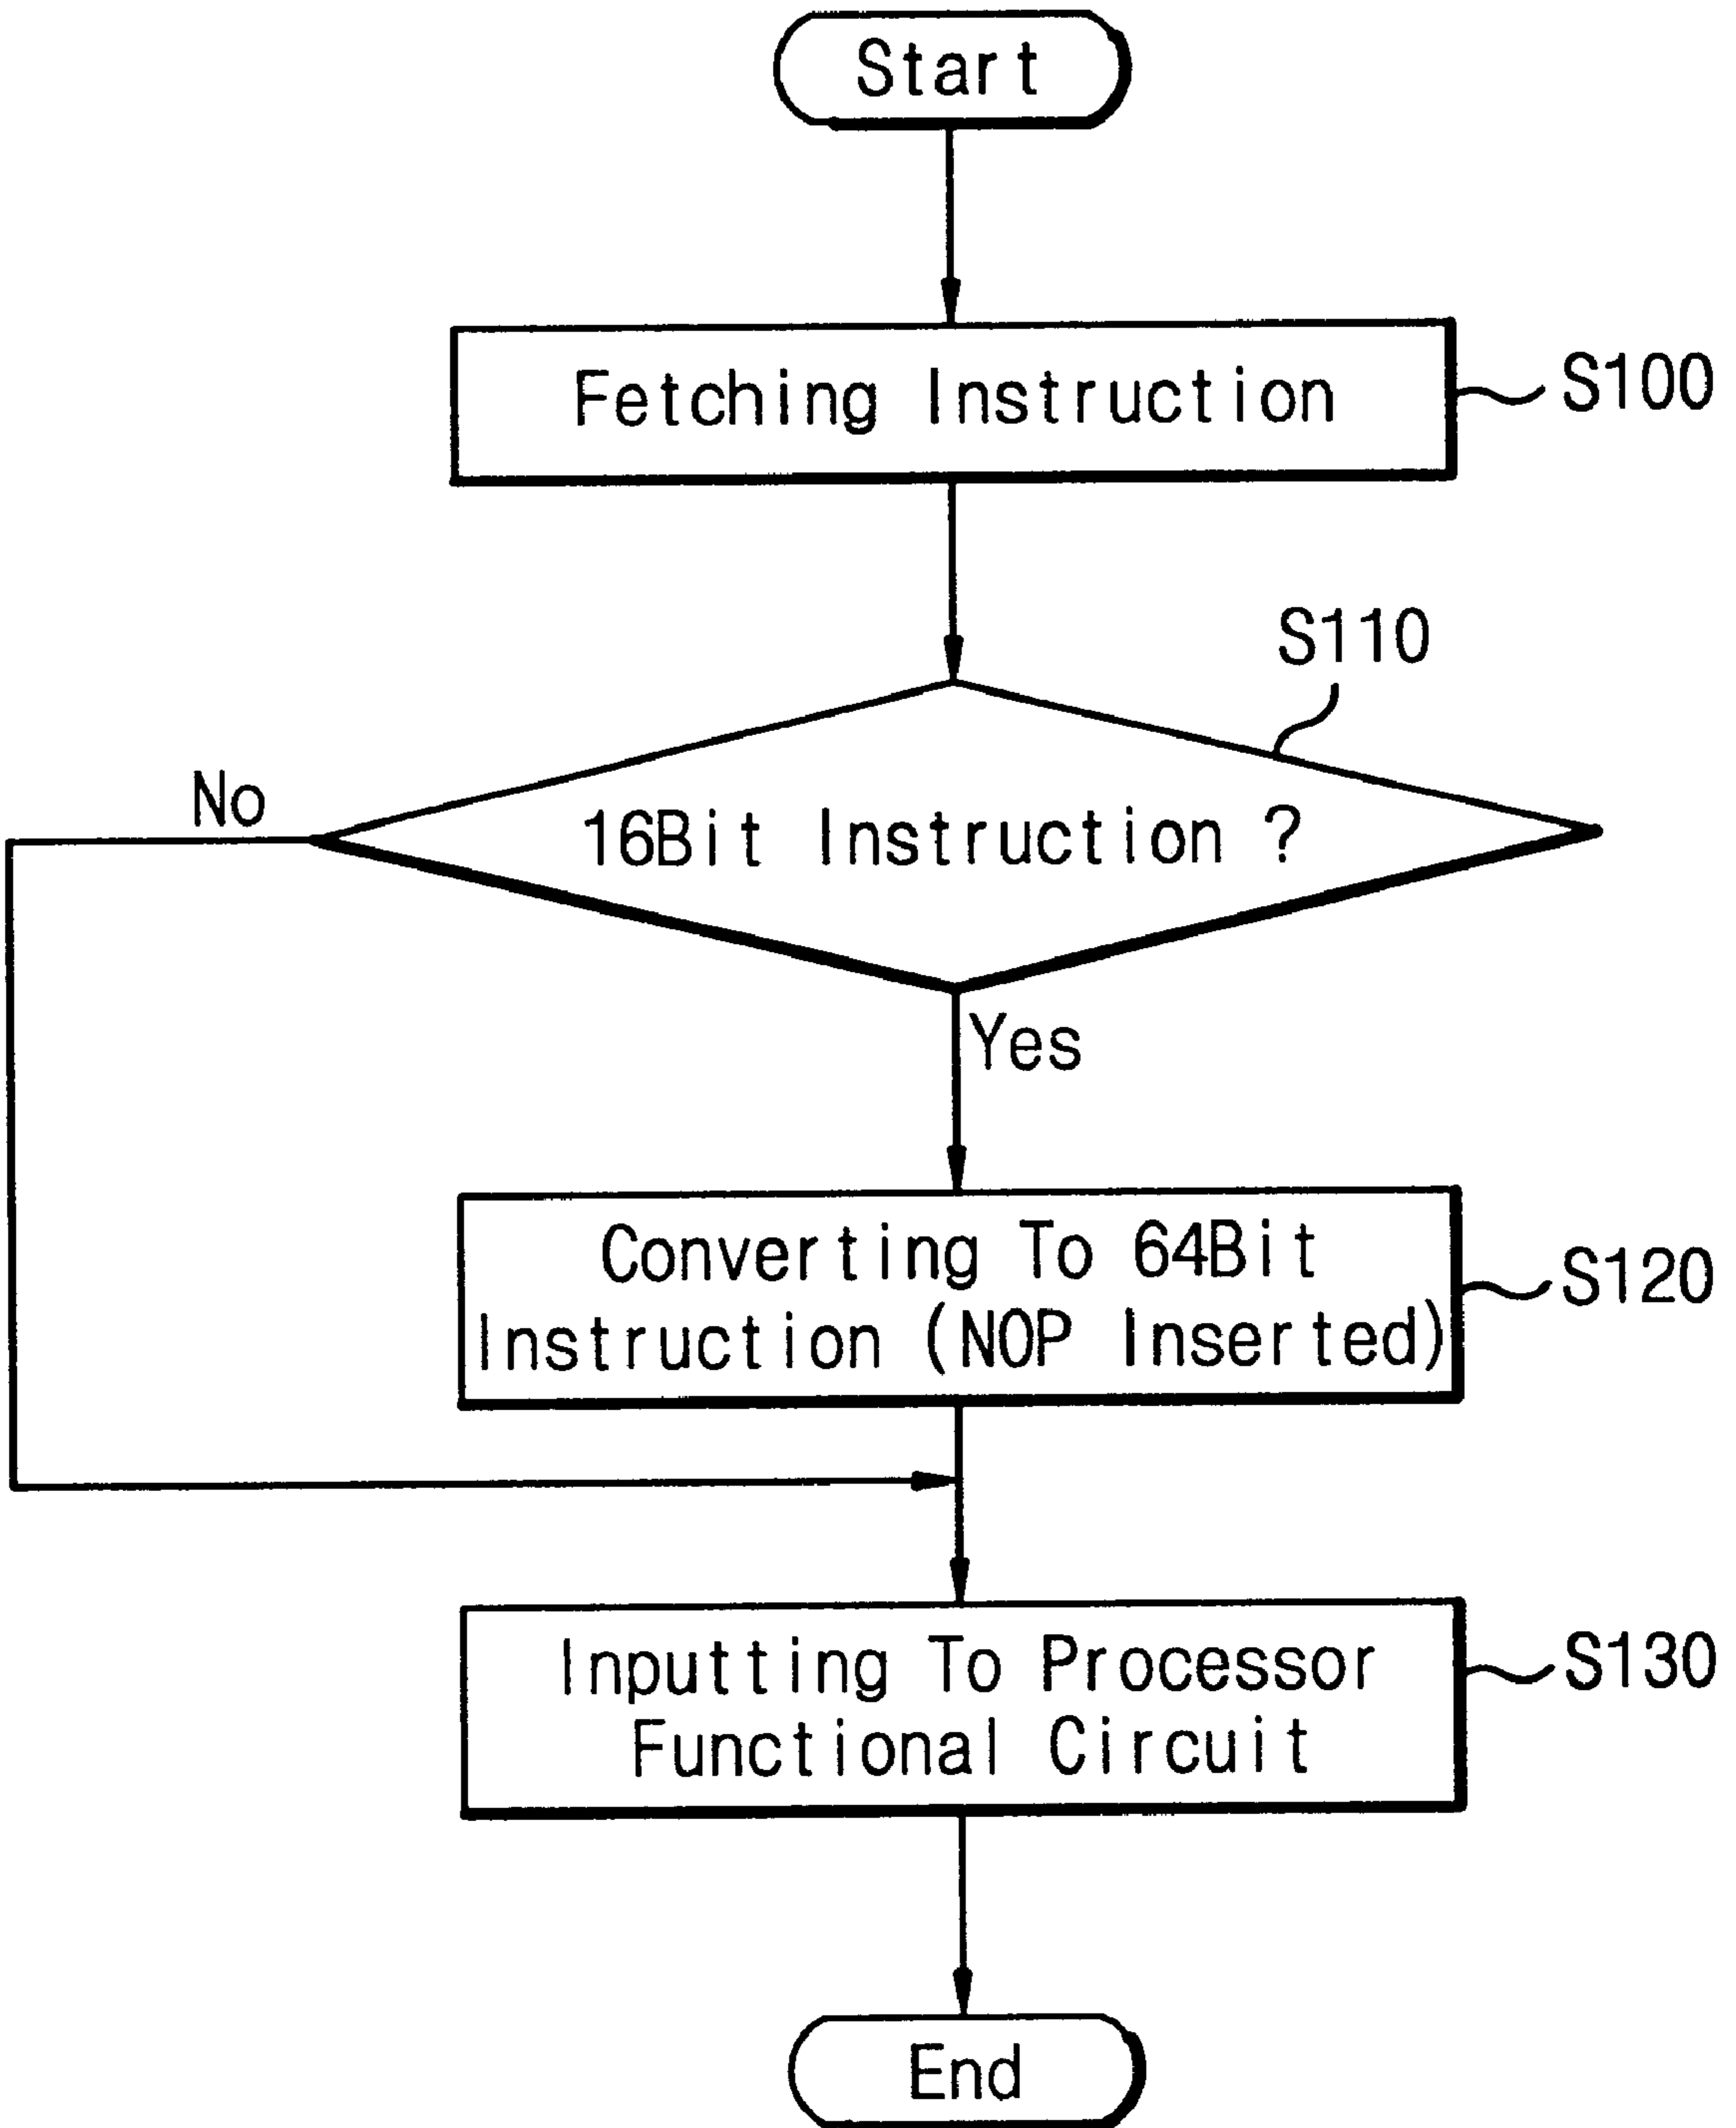 Start
Fetching Instruction
S100
S110
No
16Bit Instruction ?
Yes
Converting To 64Bit
Instruction (NOP Inserted)
S120
Inputting To Processor
Functional Circuit
S130
End